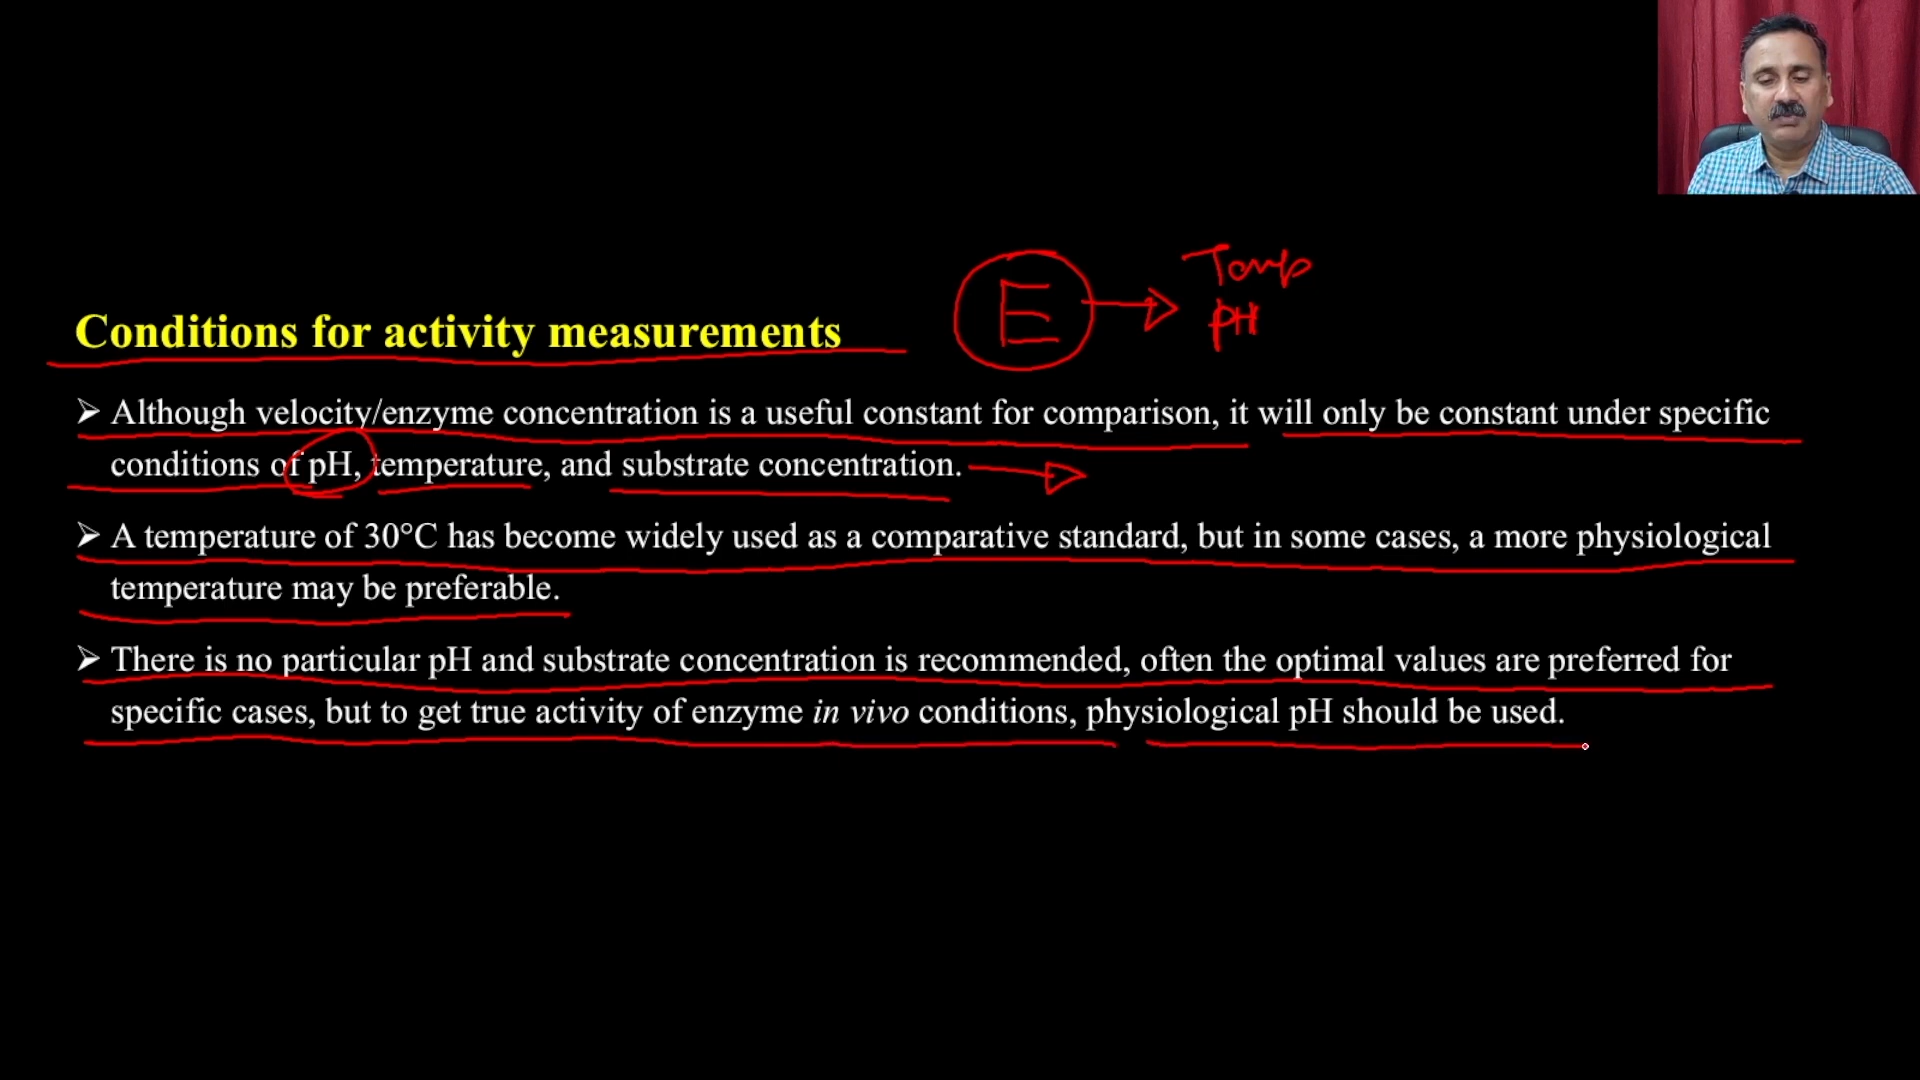 E
Temp
pH
Conditions for activity measurements
➢ Although velocity/enzyme concentration is a useful constant for comparison, it will only be constant under specific
conditions of pH, temperature, and substrate concentration.
➢ A temperature of 30°C has become widely used as a comparative standard, but in some cases, a more physiological
temperature may be preferable.
➢ There is no particular pH and substrate concentration is recommended, often the optimal values are preferred for
specific cases, but to get true activity of enzyme in vivo conditions, physiological pH should be used.